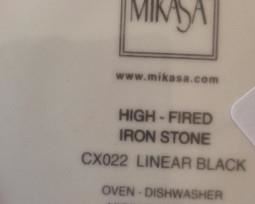 MIKASA
www.mikasa.com
HIGH - FIRED
IRON STONE
CX022 LINEAR BLACK
OVEN - DISHWASHER